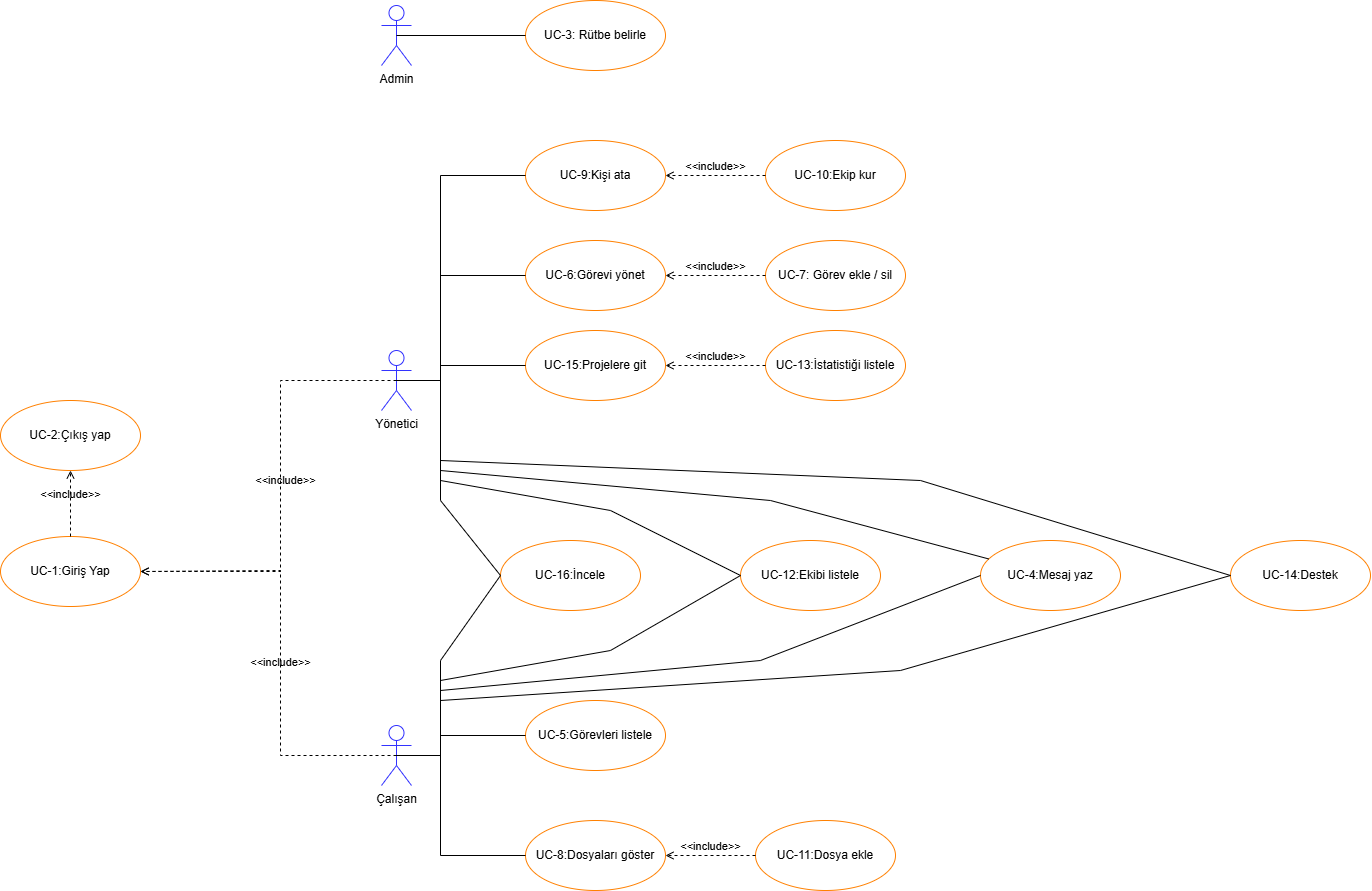 UC-3: Rütbe belirle
Admin
UC-9:Kişi ata
<<include>>
UC-10:Ekip kur
UC-6:Görevi yönet
<<include>>
UC-7: Görev ekle / sil
UC-15:Projelere git
<<include>>
UC-13:İstatistiği listele
Yönetici
UC-2:Çıkış yap
<<include>>
<<include>>
UC-1:Giriş Yap
UC-16:İncele
UC-12:Ekibi listele
UC-4:Mesaj yaz
UC-14:Destek
<<include>>
UC-5:Görevleri listele
Çalışan
UC-8:Dosyaları göster
<<include>>
UC-11:Dosya ekle